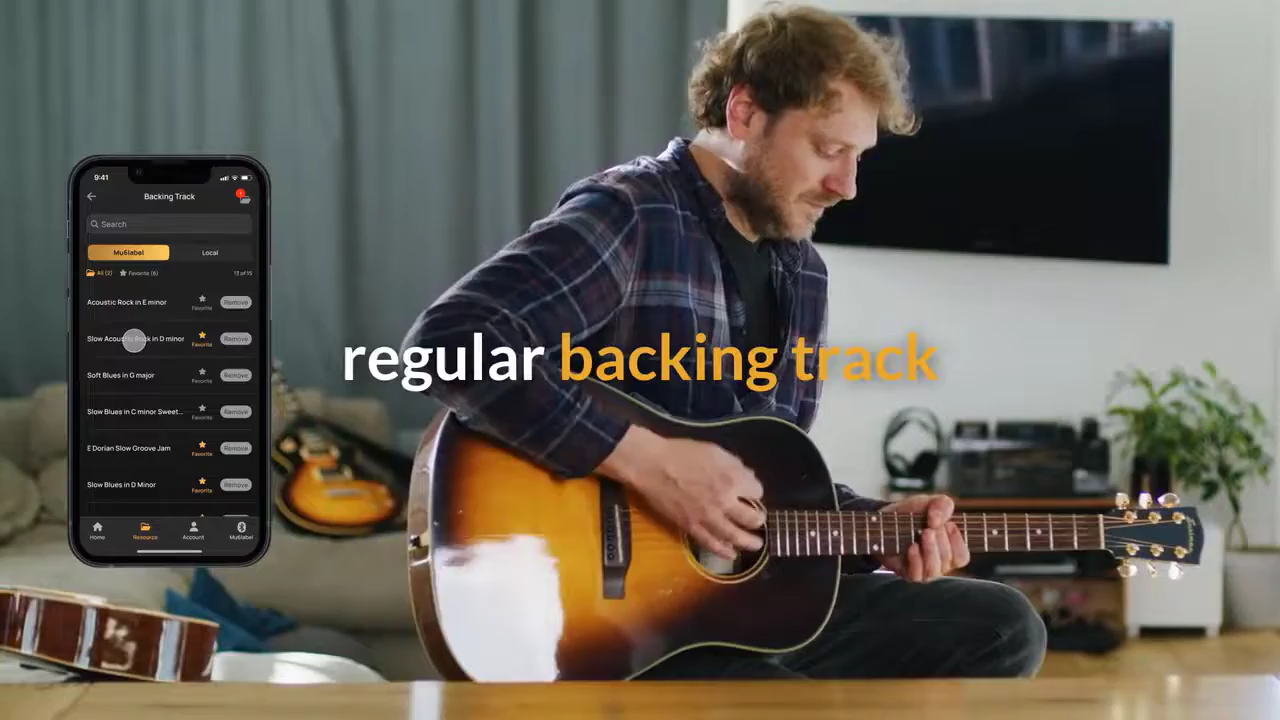 9:41
Backing Track
1
Search
Mu6label Local
All (2) Favorite (6) 13 of 15
Acoustic Rock in E minor Favorite Remove
Slow Acoustic Rock in D minor Favorite Remove
Soft Blues in G major Favorite Remove
Slow Blues in C minor Sweet... Favorite Remove
E Dorian Slow Groove Jam Favorite Remove
Slow Blues in D Minor Favorite Remove
Home Resource Account Mu6label
regular backing track